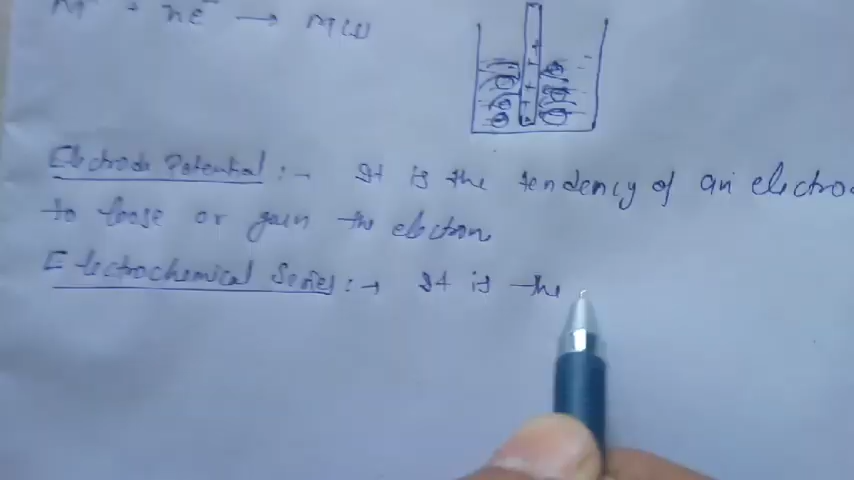 + ne⁻ → M(s)
Electrode Potential :→ It is the tendency of an electro
to loose or gain the electron
Electrochemical Series :→ It is the